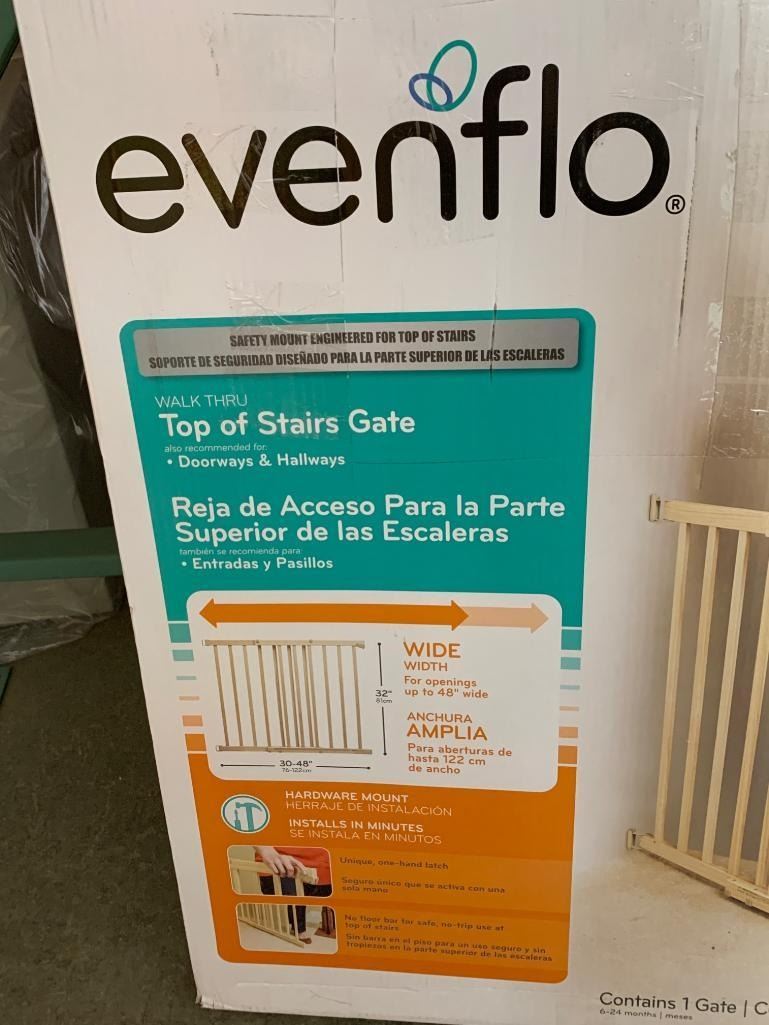 evenflo®
SAFETY MOUNT ENGINEERED FOR TOP OF STAIRS
SOPORTE DE SEGURIDAD DISEÑADO PARA LA PARTE SUPERIOR DE LAS ESCALERAS
WALK THRU
Top of Stairs Gate
also recommended for:
• Doorways & Hallways
Reja de Acceso Para la Parte
Superior de las Escaleras
también se recomienda para:
• Entradas y Pasillos
WIDE
WIDTH
For openings
up to 48" wide
32"
81cm
ANCHURA
AMPLIA
Para aberturas de
hasta 122 cm
de ancho
30-48"
76-122cm
HARDWARE MOUNT
HERRAJE DE INSTALACIÓN
INSTALLS IN MINUTES
SE INSTALA EN MINUTOS
Unique, one-hand latch
Seguro único que se activa con una
sola mano
No floor bar for safe, no-trip use at
top of stairs
Sin barra en el piso para un uso seguro y sin
tropiezos en la parte superior de las escaleras
Contains 1 Gate | C
6-24 months | meses